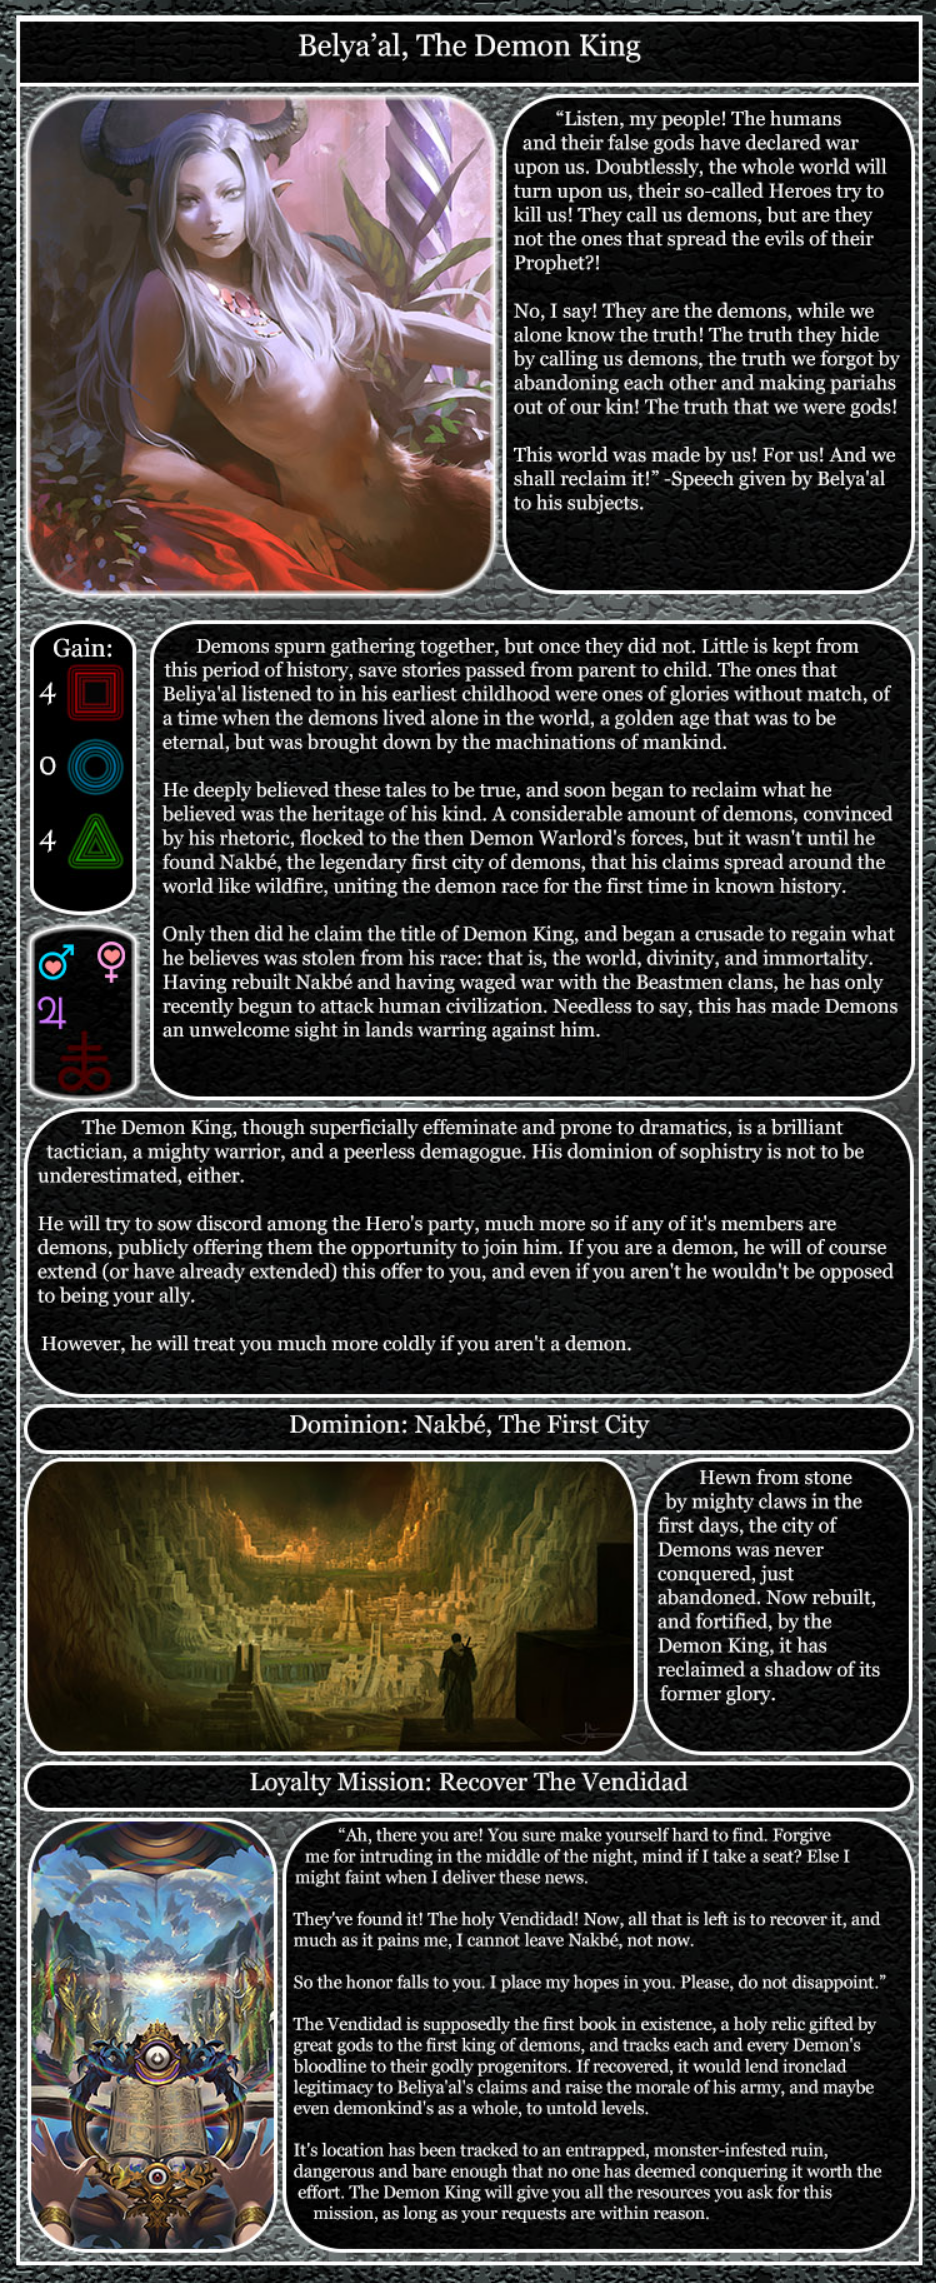 Belya’al, The Demon King
“Listen, my people! The humans
and their false gods have declared war
upon us. Doubtlessly, the whole world will
turn upon us, their so-called Heroes try to
kill us! They call us demons, but are they
not the ones that spread the evils of their
Prophet?!
No, I say! They are the demons, while we
alone know the truth! The truth they hide
by calling us demons, the truth we forgot by
abandoning each other and making pariahs
out of our kin! The truth that we were gods!
This world was made by us! For us! And we
shall reclaim it!” -Speech given by Belya'al
to his subjects.
Gain:
4
0
4
Demons spurn gathering together, but once they did not. Little is kept from
this period of history, save stories passed from parent to child. The ones that
Beliya'al listened to in his earliest childhood were ones of glories without match, of
a time when the demons lived alone in the world, a golden age that was to be
eternal, but was brought down by the machinations of mankind.
He deeply believed these tales to be true, and soon began to reclaim what he
believed was the heritage of his kind. A considerable amount of demons, convinced
by his rhetoric, flocked to the then Demon Warlord's forces, but it wasn't until he
found Nakbé, the legendary first city of demons, that his claims spread around the
world like wildfire, uniting the demon race for the first time in known history.
Only then did he claim the title of Demon King, and began a crusade to regain what
he believes was stolen from his race: that is, the world, divinity, and immortality.
Having rebuilt Nakbé and having waged war with the Beastmen clans, he has only
recently begun to attack human civilization. Needless to say, this has made Demons
an unwelcome sight in lands warring against him.
The Demon King, though superficially effeminate and prone to dramatics, is a brilliant
tactician, a mighty warrior, and a peerless demagogue. His dominion of sophistry is not to be
underestimated, either.
He will try to sow discord among the Hero's party, much more so if any of it's members are
demons, publicly offering them the opportunity to join him. If you are a demon, he will of course
extend (or have already extended) this offer to you, and even if you aren't he wouldn't be opposed
to being your ally.
However, he will treat you much more coldly if you aren't a demon.
Dominion: Nakbé, The First City
Hewn from stone
by mighty claws in the
first days, the city of
Demons was never
conquered, just
abandoned. Now rebuilt,
and fortified, by the
Demon King, it has
reclaimed a shadow of its
former glory.
Loyalty Mission: Recover The Vendidad
“Ah, there you are! You sure make yourself hard to find. Forgive
me for intruding in the middle of the night, mind if I take a seat? Else I
might faint when I deliver these news.
They've found it! The holy Vendidad! Now, all that is left is to recover it, and
much as it pains me, I cannot leave Nakbé, not now.
So the honor falls to you. I place my hopes in you. Please, do not disappoint.”
The Vendidad is supposedly the first book in existence, a holy relic gifted by
great gods to the first king of demons, and tracks each and every Demon's
bloodline to their godly progenitors. If recovered, it would lend ironclad
legitimacy to Beliya'al's claims and raise the morale of his army, and maybe
even demonkind's as a whole, to untold levels.
It's location has been tracked to an entrapped, monster-infested ruin,
dangerous and bare enough that no one has deemed conquering it worth the
effort. The Demon King will give you all the resources you ask for this
mission, as long as your requests are within reason.